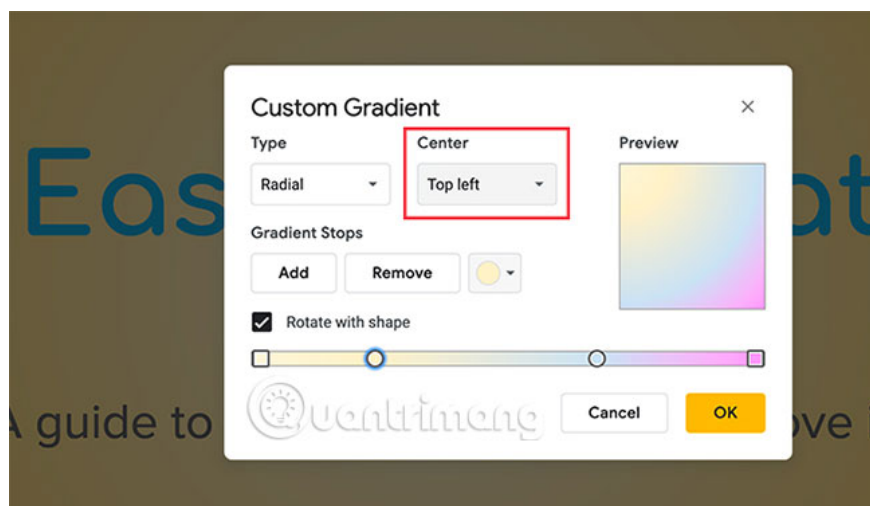 Eas
at
A guide to
ove i
Custom Gradient
Type
Center
Preview
Radial
Top left
Gradient Stops
Add
Remove
Rotate with shape
Quantrimang
Cancel
OK